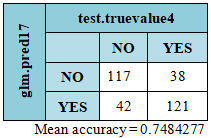 test.truevalue4
glm.pred17
NO YES
NO 117 38
YES 42 121
Mean accuracy = 0.7484277